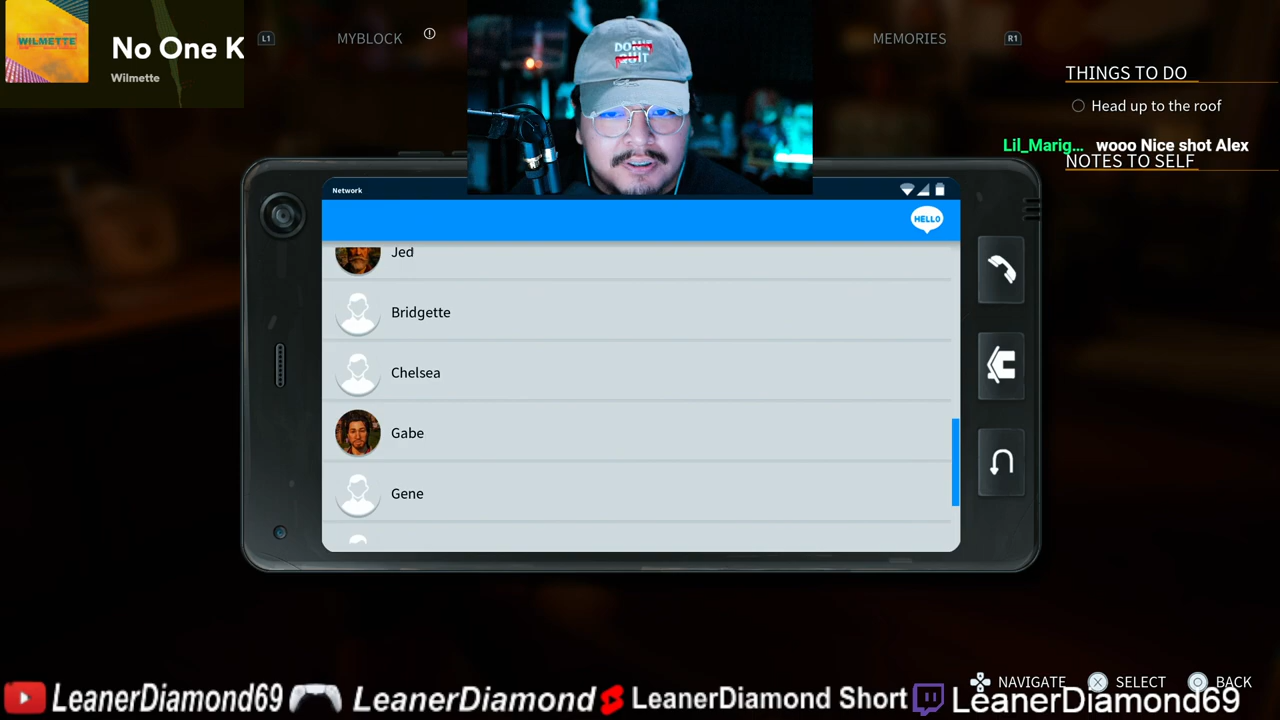 WILMETTE
No One K
Wilmette
L1
MYBLOCK
MEMORIES
R1
DON'T
QUIT
THINGS TO DO
Head up to the roof
Lil_Marig... wooo Nice shot Alex
NOTES TO SELF
Network
HELLO
Jed
Bridgette
Chelsea
Gabe
Gene
NAVIGATE
SELECT
BACK
LeanerDiamond69
LeanerDiamond
LeanerDiamond Short
LeanerDiamond69